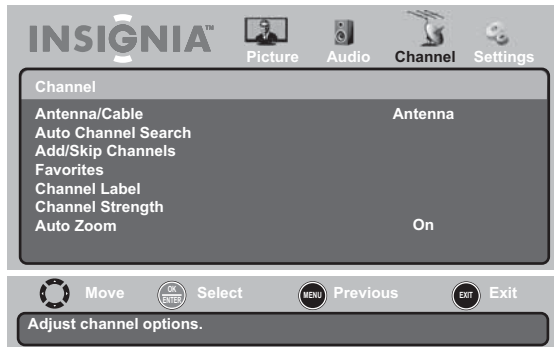 INSIGNIA™
Picture Audio Channel Settings
Channel
Antenna/Cable Antenna
Auto Channel Search
Add/Skip Channels
Favorites
Channel Label
Channel Strength
Auto Zoom On
Move OK ENTER Select MENU Previous EXIT Exit
Adjust channel options.